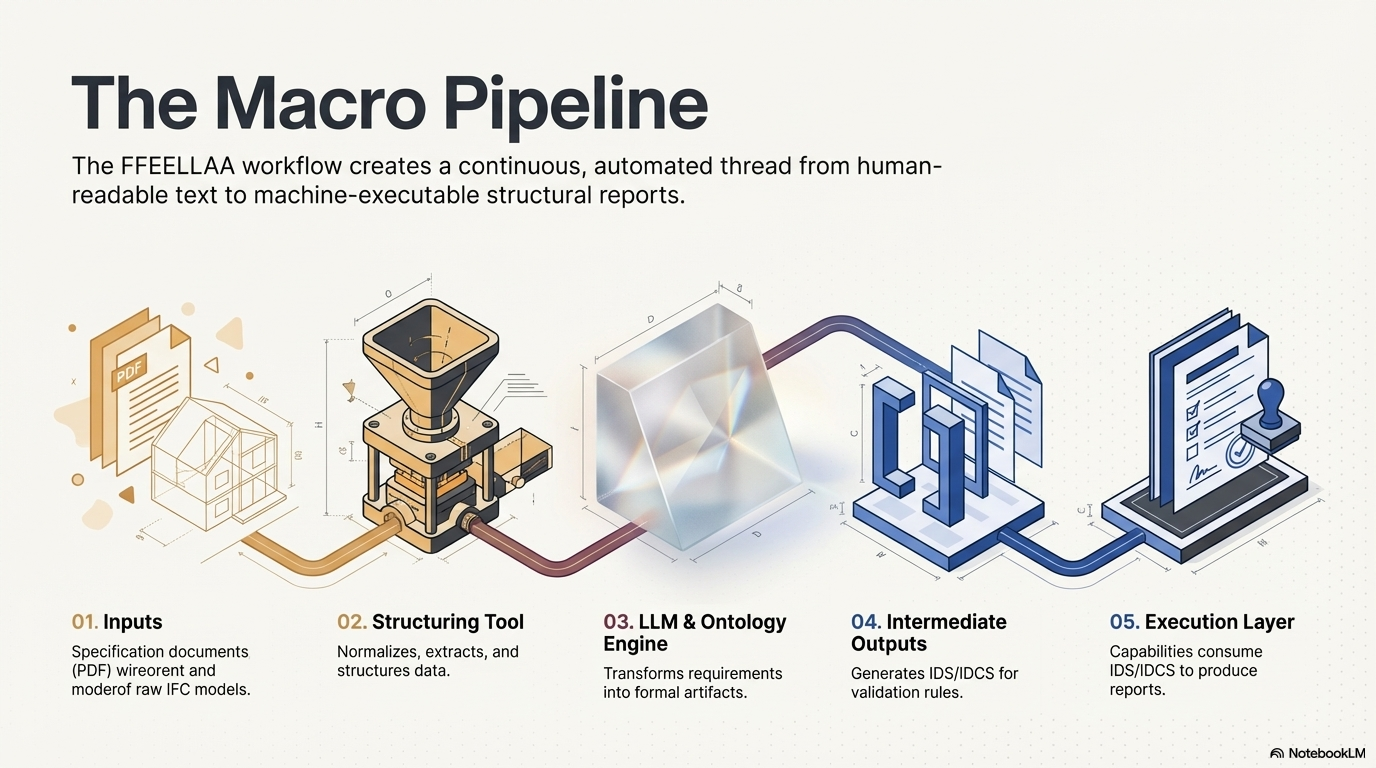 The Macro Pipeline
The FFEELLAA workflow creates a continuous, automated thread from human-
readable text to machine-executable structural reports.
PDF
01. Inputs
Specification documents
(PDF) wireorent and
moderof raw IFC models.
02. Structuring Tool
Normalizes, extracts, and
structures data.
03. LLM & Ontology
Engine
Transforms requirements
into formal artifacts.
04. Intermediate
Outputs
Generates IDS/IDCS for
validation rules.
05. Execution Layer
Capabilities consume
IDS/IDCS to produce
reports.
NotebookLM